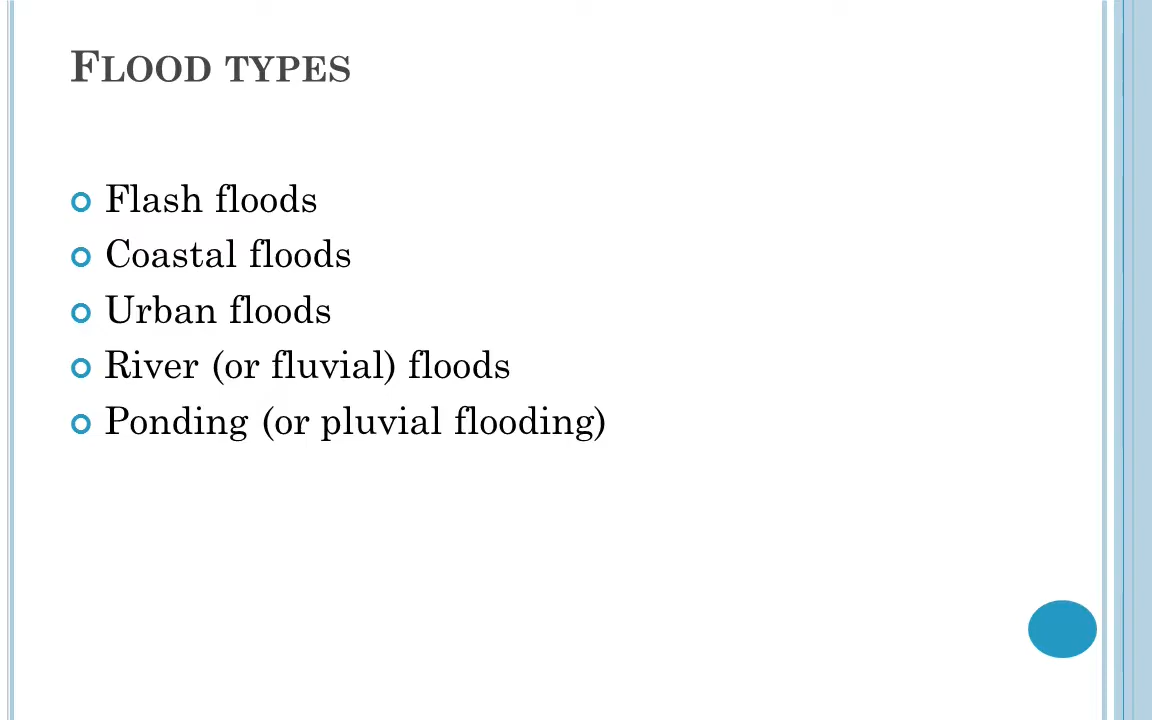 Flood types
Flash floods
Coastal floods
Urban floods
River (or fluvial) floods
Ponding (or pluvial flooding)